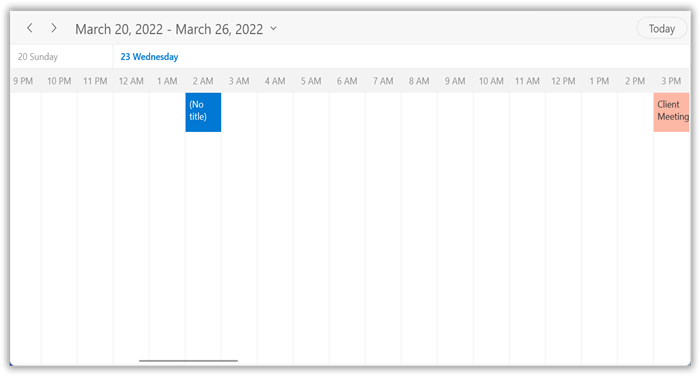 March 20, 2022 - March 26, 2022 Today
20 Sunday 23 Wednesday
9 PM 10 PM 11 PM 12 AM 1 AM 2 AM 3 AM 4 AM 5 AM 6 AM 7 AM 8 AM 9 AM 10 AM 11 AM 12 PM 1 PM 2 PM 3 PM
(No
title)
Client
Meeting